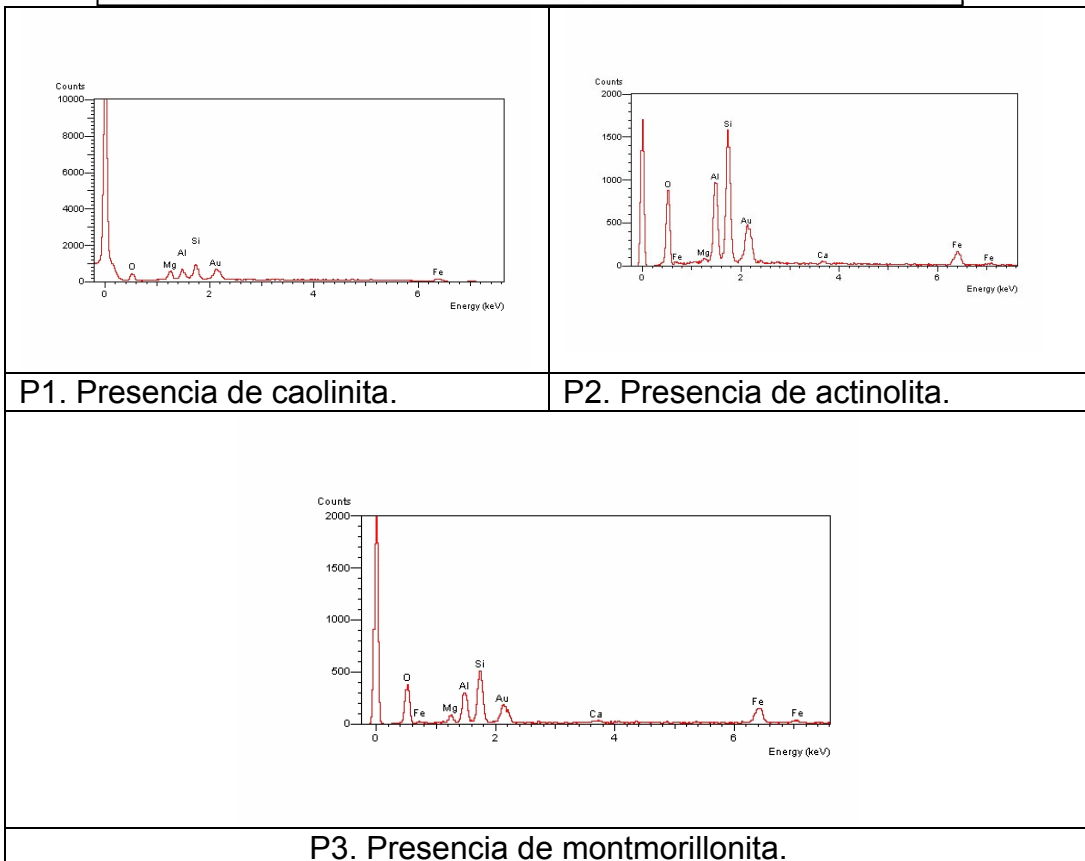 Counts
10000
8000
6000
4000
2000
0
O
Mg
Al
Si
Au
Fe
0
2
4
6
Energy (keV)
Counts
2000
1500
1000
500
0
O
Fe
Mg
Al
Si
Au
Ca
Fe
Fe
0
2
4
6
Energy (keV)
P1. Presencia de caolinita.
P2. Presencia de actinolita.
Counts
2000
1500
1000
500
0
O
Fe
Mg
Al
Si
Au
Ca
Fe
Fe
0
2
4
6
Energy (keV)
P3. Presencia de montmorillonita.